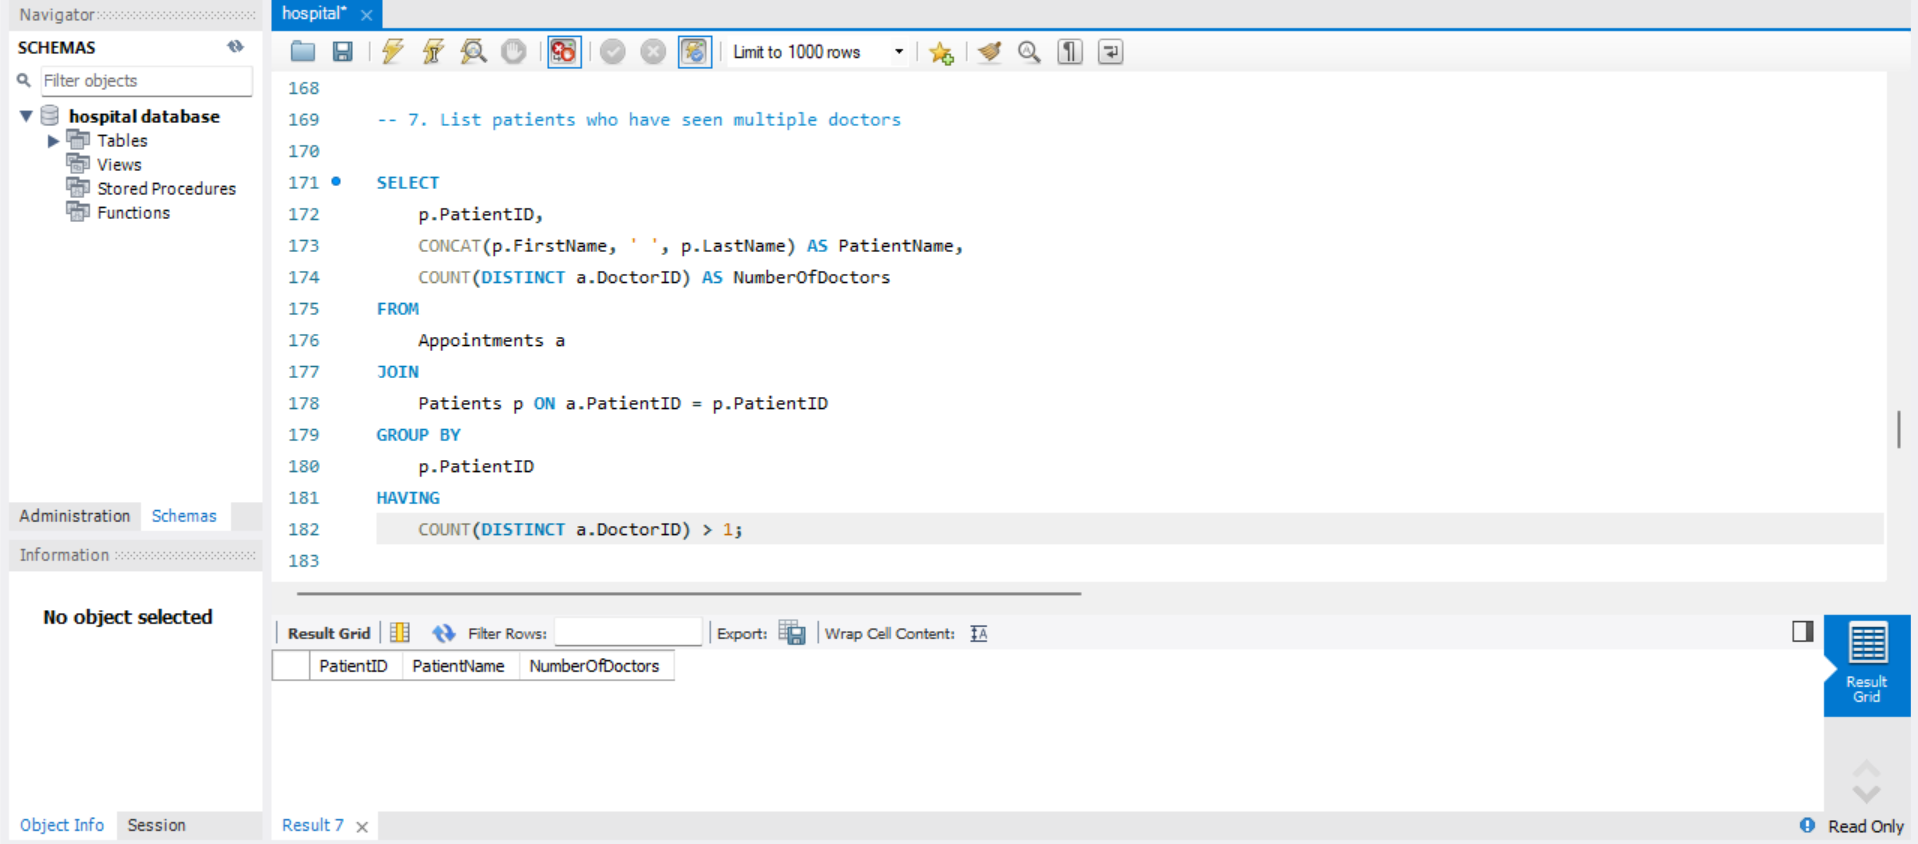 Navigator
SCHEMAS
Filter objects
hospital database
Tables
Views
Stored Procedures
Functions
Administration Schemas
Information
No object selected
Object Info Session
hospital*
Limit to 1000 rows
168
169 -- 7. List patients who have seen multiple doctors
170
171 SELECT
172 p.PatientID,
173 CONCAT(p.FirstName, ' ', p.LastName) AS PatientName,
174 COUNT(DISTINCT a.DoctorID) AS NumberOfDoctors
175 FROM
176 Appointments a
177 JOIN
178 Patients p ON a.PatientID = p.PatientID
179 GROUP BY
180 p.PatientID
181 HAVING
182 COUNT(DISTINCT a.DoctorID) > 1;
183
Result Grid Filter Rows: Export: Wrap Cell Content:
PatientID PatientName NumberOfDoctors
Result
Grid
Result 7
Read Only